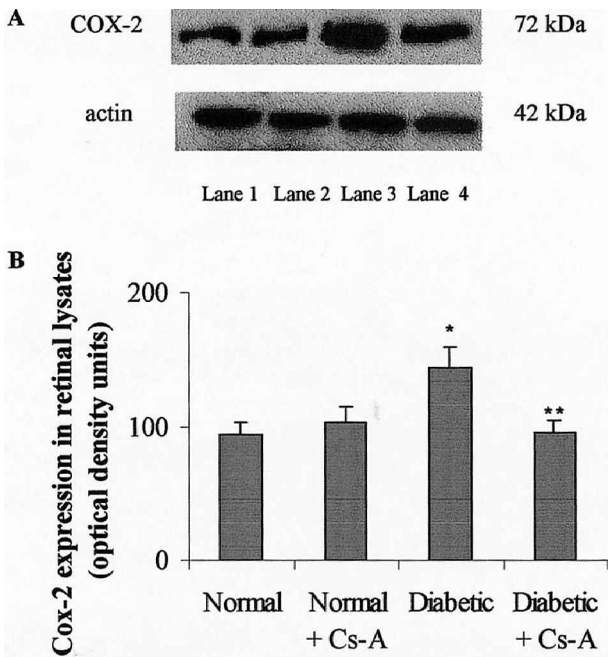 A
COX-2 72 kDa
actin 42 kDa
Lane 1 Lane 2 Lane 3 Lane 4
B
Cox-2 expression in retinal lysates
(optical density units)
200
100
0
*
**
Normal Normal Diabetic Diabetic
+ Cs-A + Cs-A